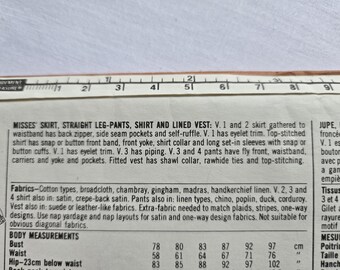 MISSES' SKIRT, STRAIGHT LEG-PANTS, SHIRT AND LINED VEST: V. 1 and 2 skirt gathered to
waistband has back zipper, side seam pockets and self-ruffle. V. 1 has eyelet trim. Top-stitched
shirt has snap or button front band, front yoke, shirt collar and long set-in sleeves with snap or
button cuffs. V. 1 has eyelet trim. V. 3 has piping. V. 3 and 4 pants have fly front, waistband,
carriers and yoke and pockets. Fitted vest has shawl collar, rawhide ties and top-stitching.
Fabrics—Cotton types, broadcloth, chambray, gingham, madras, handkerchief linen. V. 2, 3 and
4 shirt also in: satin, crepe-back satin. Pants also in: linen types, chino, poplin, duck, corduroy.
Vest also in: suede or leather-like fabrics. Extra fabric needed to match plaids, stripes, one-way
designs. Use nap yardage and nap layouts for satin and one-way design fabrics. Not suitable for
obvious diagonal fabrics.
BODY MEASUREMENTS
Bust 78 80 83 87 92 97 cm
Waist 58 61 64 67 71 76 "
Hip–23cm below waist 83 85 88 92 97 102 "
JUPE,
Tissus
et 4
Gilet
MESU
Poitrin
Taille
Hanch
1 2 3 4 5 6 7 8 9